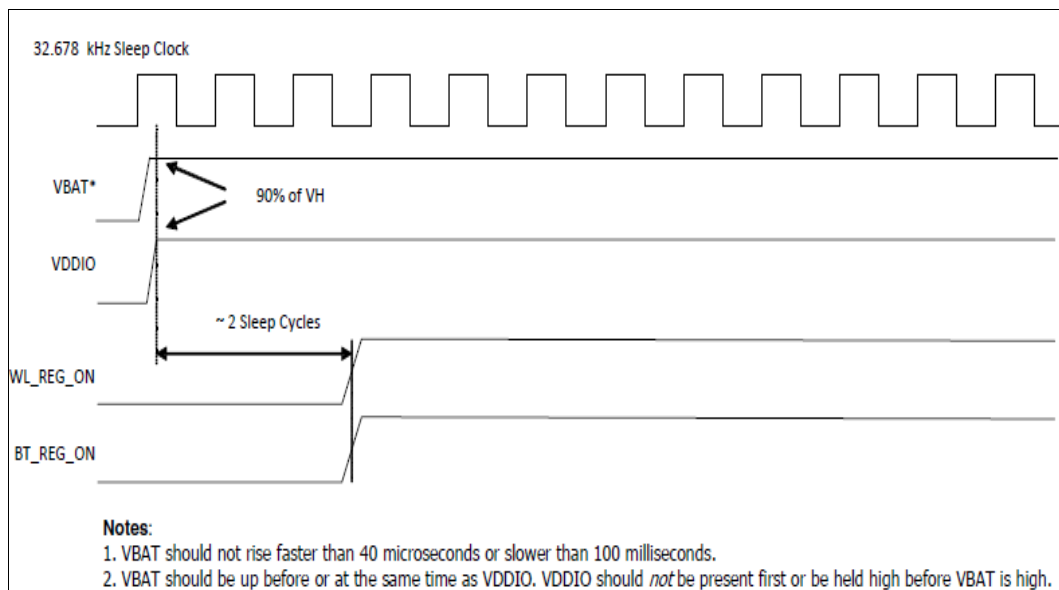 32.678 kHz Sleep Clock
VBAT*
90% of VH
VDDIO
~ 2 Sleep Cycles
WL_REG_ON
BT_REG_ON
Notes:
1. VBAT should not rise faster than 40 microseconds or slower than 100 milliseconds.
2. VBAT should be up before or at the same time as VDDIO. VDDIO should not be present first or be held high before VBAT is high.